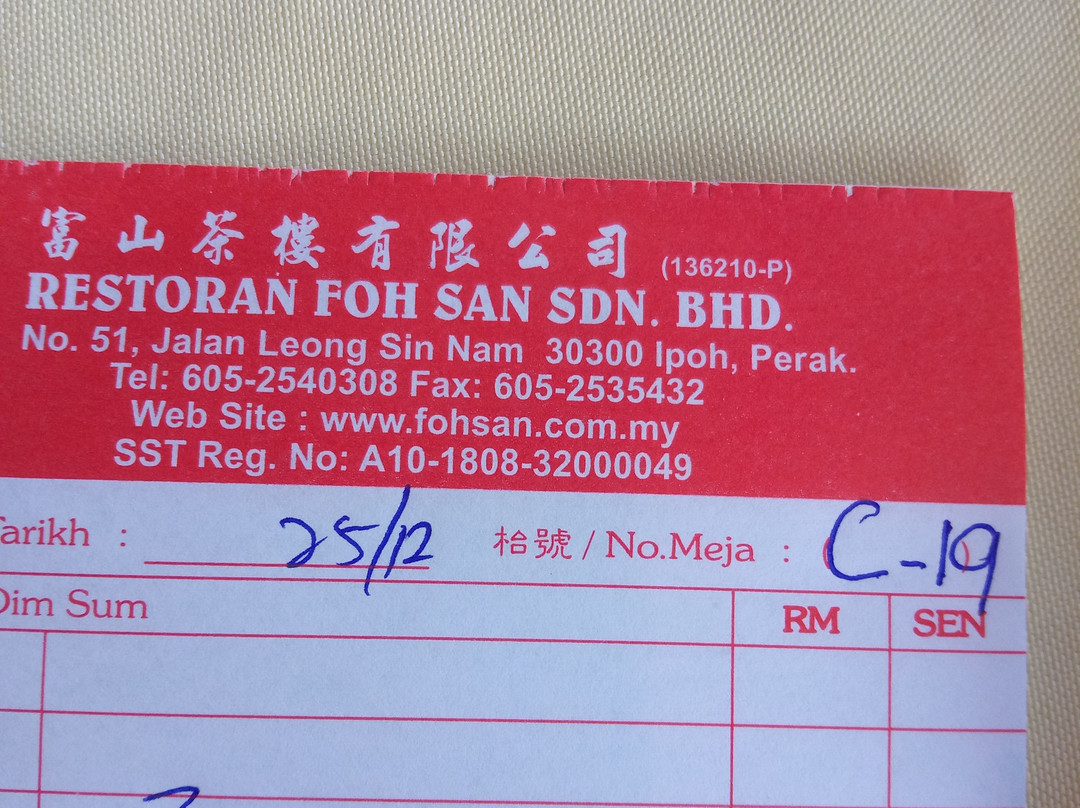 富山茶樓有限公司 (136210-P)
RESTORAN FOH SAN SDN. BHD.
No. 51, Jalan Leong Sin Nam 30300 Ipoh, Perak.
Tel: 605-2540308 Fax: 605-2535432
Web Site : www.fohsan.com.my
SST Reg. No: A10-1808-32000049
Tarikh : 25/12 枱號 / No.Meja : C-19
Dim Sum RM SEN